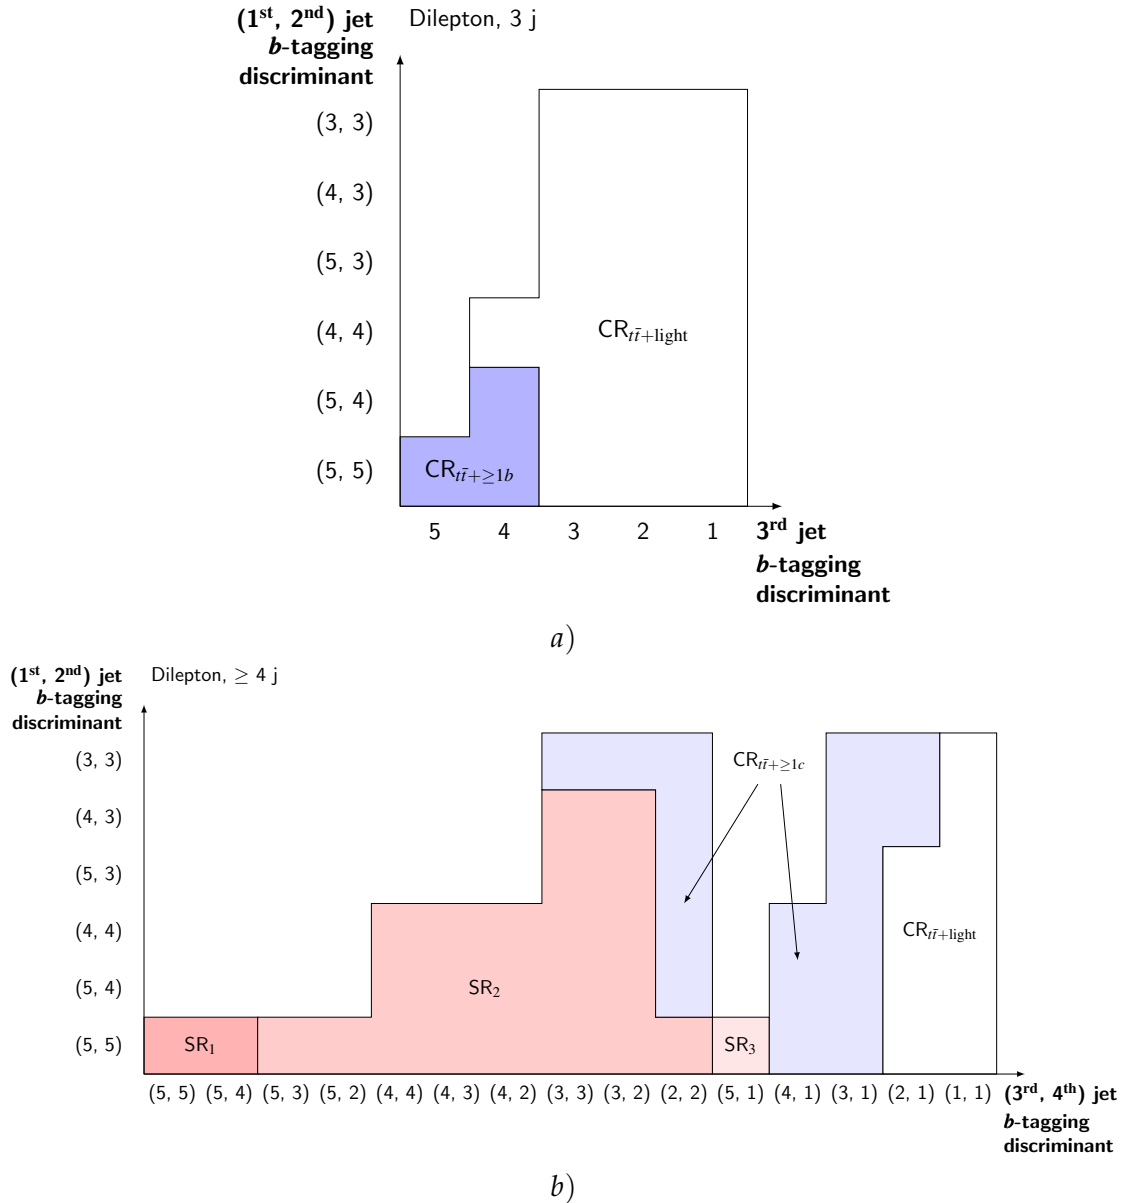 (1st, 2nd) jet
b-tagging
discriminant
Dilepton, 3 j
(3, 3)
(4, 3)
(5, 3)
(4, 4)
(5, 4)
(5, 5)
CRtt̄+light
CRtt̄+≥1b
5 4 3 2 1
3rd jet
b-tagging
discriminant
a)
(1st, 2nd) jet
b-tagging
discriminant
Dilepton, ≥ 4 j
(3, 3)
(4, 3)
(5, 3)
(4, 4)
(5, 4)
(5, 5)
CRtt̄+≥1c
CRtt̄+light
SR2
SR1
SR3
(5, 5) (5, 4) (5, 3) (5, 2) (4, 4) (4, 3) (4, 2) (3, 3) (3, 2) (2, 2) (5, 1) (4, 1) (3, 1) (2, 1) (1, 1)
(3rd, 4th) jet
b-tagging
discriminant
b)